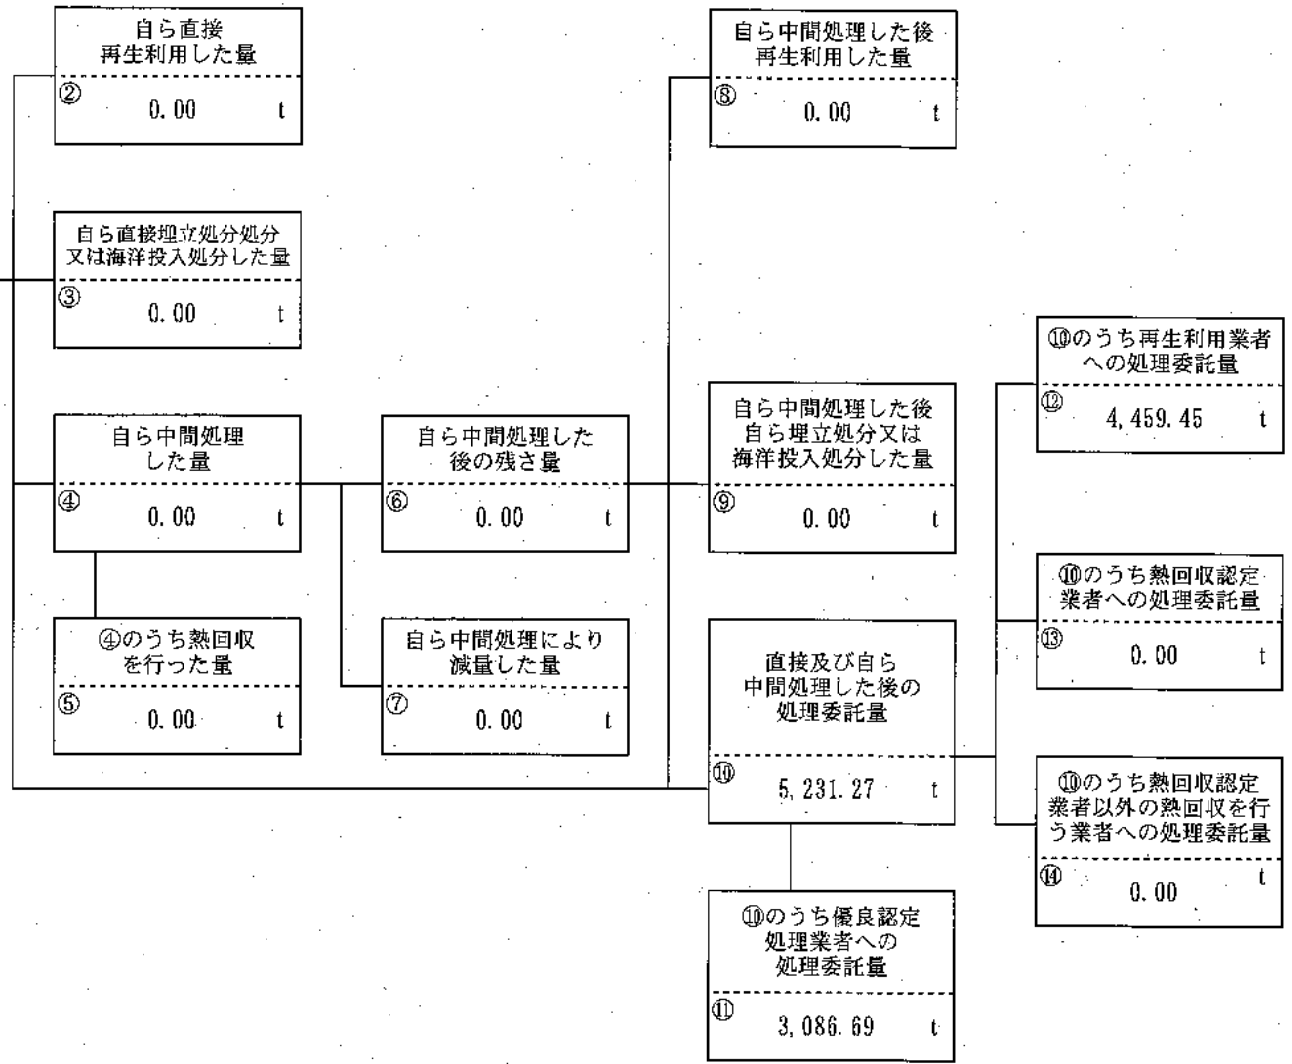 自ら直接
再生利用した量
②
0.00 t
自ら中間処理した後
再生利用した量
⑧
0.00 t
自ら直接埋立処分処分
又は海洋投入処分した量
③
0.00 t
⑩のうち再生利用業者
への処理委託量
⑫
4,459.45 t
自ら中間処理
した量
④
0.00 t
自ら中間処理した
後の残さ量
⑥
0.00 t
自ら中間処理した後
自ら埋立処分又は
海洋投入処分した量
⑨
0.00 t
⑩のうち熱回収認定
業者への処理委託量
⑬
0.00 t
④のうち熱回収
を行った量
⑤
0.00 t
自ら中間処理により
減量した量
⑦
0.00 t
直接及び自ら
中間処理した後の
処理委託量
⑩
5,231.27 t
⑩のうち熱回収認定
業者以外の熱回収を行
う業者への処理委託量
⑭
0.00 t
⑩のうち優良認定
処理業者への
処理委託量
⑪
3,086.69 t